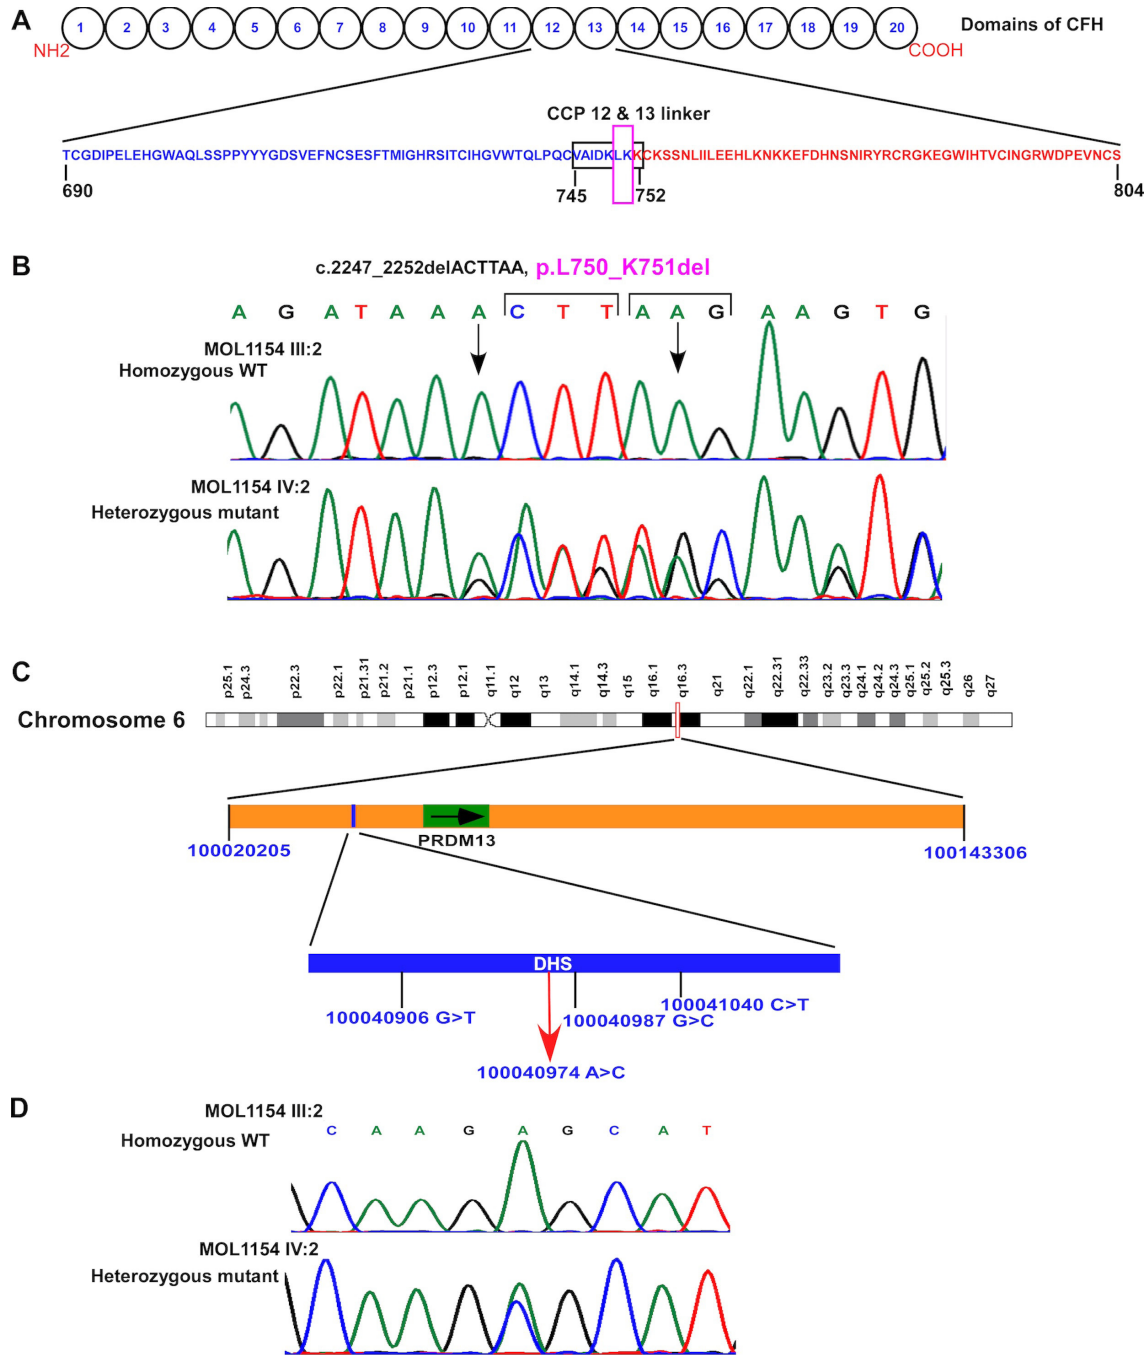 A
1 2 3 4 5 6 7 8 9 10 11 12 13 14 15 16 17 18 19 20
Domains of CFH
NH2
COOH
CCP 12 & 13 linker
TCGDIPELEHGWAQLSSPPYYYGDSVEFNCSESFTMIGHRSITCIHGVWTQLPQCVAIDKLKKCKSSNLIILEEHLKNKKEFDHNSNIRYRCRGKEGWIHTVCINGRWDPEVNCS
690
745
752
804
B
c.2247_2252delACTTAA, p.L750_K751del
A G A T A A A C T T A A G A A G T G
MOL1154 III:2
Homozygous WT
MOL1154 IV:2
Heterozygous mutant
C
p25.1 p24.3 p22.3 p22.1 p21.31 p21.2 p21.1 p12.3 p12.1 q11.1 q12 q13 q14.1 q14.3 q15 q16.1 q16.3 q21 q22.1 q22.31 q22.33 q23.2 q23.3 q24.1 q24.2 q24.3 q25.1 q25.2 q25.3 q26 q27
Chromosome 6
PRDM13
100020205
100143306
DHS
100040906 G>T
100040987 G>C
100041040 C>T
100040974 A>C
D
MOL1154 III:2
Homozygous WT
C A A G A G C A T
MOL1154 IV:2
Heterozygous mutant